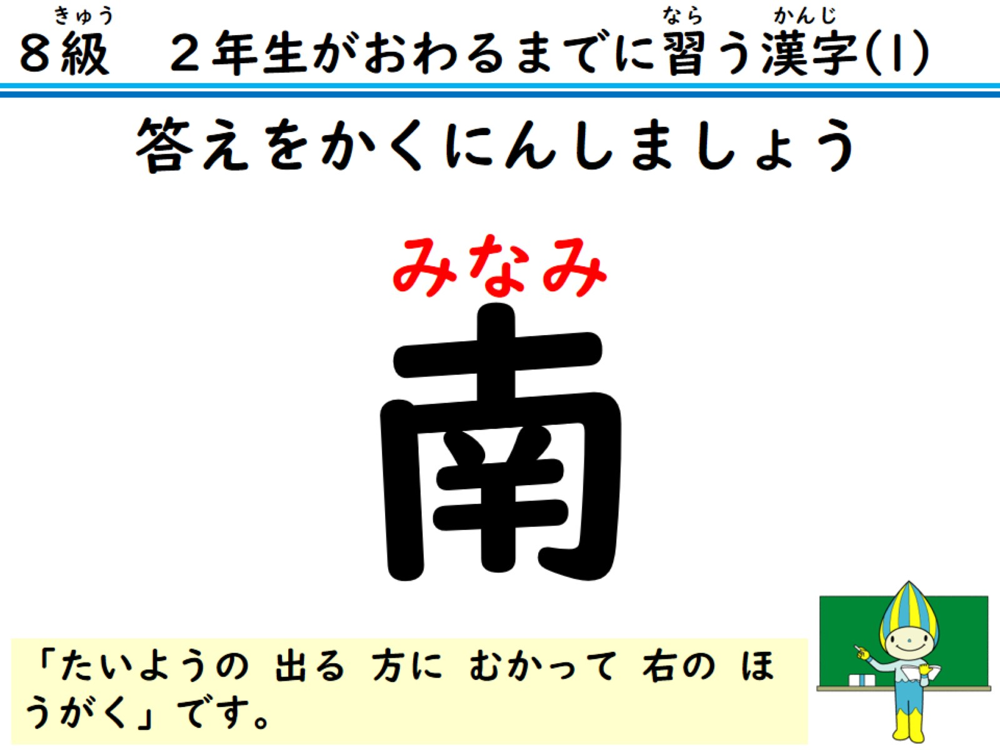 きゅう なら かんじ
8級 2年生がおわるまでに習う漢字(1)
答えをかくにんしましょう
みなみ
南
「たいようの 出る 方に むかって 右の ほ
うがく」です。